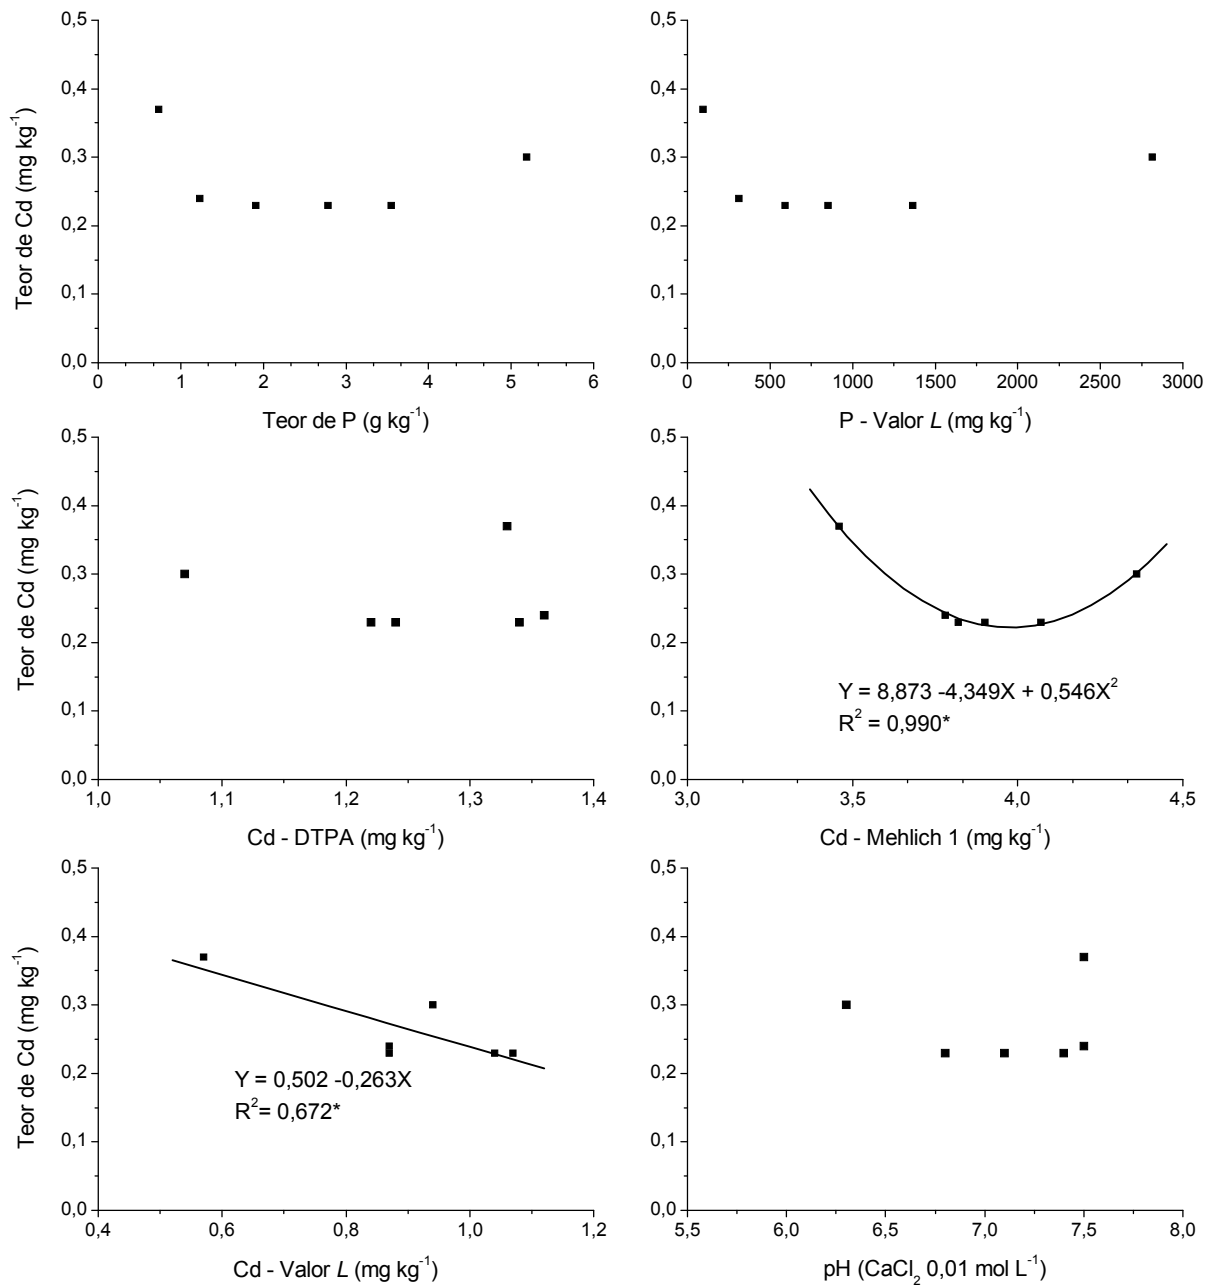 0,5
0,4
0,3
0,2
0,1
0,0
Teor de Cd (mg kg⁻¹)
0 1 2 3 4 5 6
Teor de P (g kg⁻¹)
0,5
0,4
0,3
0,2
0,1
0,0
0 500 1000 1500 2000 2500 3000
P - Valor L (mg kg⁻¹)
0,5
0,4
0,3
0,2
0,1
0,0
Teor de Cd (mg kg⁻¹)
1,0 1,1 1,2 1,3 1,4
Cd - DTPA (mg kg⁻¹)
0,5
0,4
0,3
0,2
0,1
0,0
Y = 8,873 -4,349X + 0,546X²
R² = 0,990*
3,0 3,5 4,0 4,5
Cd - Mehlich 1 (mg kg⁻¹)
0,5
0,4
0,3
0,2
0,1
0,0
Teor de Cd (mg kg⁻¹)
Y = 0,502 -0,263X
R²= 0,672*
0,4 0,6 0,8 1,0 1,2
Cd - Valor L (mg kg⁻¹)
0,5
0,4
0,3
0,2
0,1
0,0
5,5 6,0 6,5 7,0 7,5 8,0
pH (CaCl₂ 0,01 mol L⁻¹)